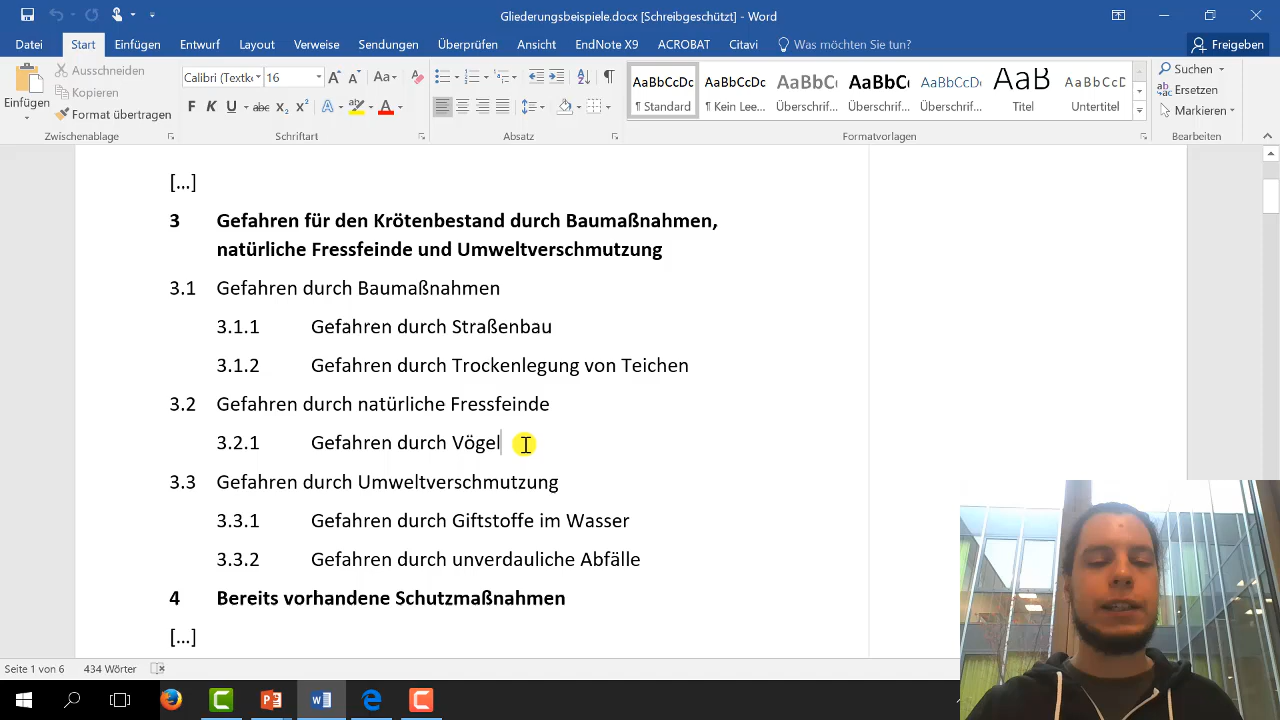 Gliederungsbeispiele.docx [Schreibgeschützt] - Word
Datei Start Einfügen Entwurf Layout Verweise Sendungen Überprüfen Ansicht EndNote X9 ACROBAT Citavi Was möchten Sie tun? Freigeben
Einfügen
Ausschneiden
Kopieren
Format übertragen
Zwischenablage
Calibri (Textk 16
F K U abc X₂ X² A A
Schriftart
Absatz
AaBbCcDc AaBbCcDc AaBbCc AaBbCc AaBbCcDc AaB AaBbCcD
¶ Standard ¶ Kein Lee... Überschrif... Überschrif... Überschrif... Titel Untertitel
Formatvorlagen
Suchen
Ersetzen
Markieren
Bearbeiten
[...]
3 Gefahren für den Krötenbestand durch Baumaßnahmen,
natürliche Fressfeinde und Umweltverschmutzung
3.1 Gefahren durch Baumaßnahmen
3.1.1 Gefahren durch Straßenbau
3.1.2 Gefahren durch Trockenlegung von Teichen
3.2 Gefahren durch natürliche Fressfeinde
3.2.1 Gefahren durch Vögel
3.3 Gefahren durch Umweltverschmutzung
3.3.1 Gefahren durch Giftstoffe im Wasser
3.3.2 Gefahren durch unverdauliche Abfälle
4 Bereits vorhandene Schutzmaßnahmen
[...]
Seite 1 von 6 434 Wörter